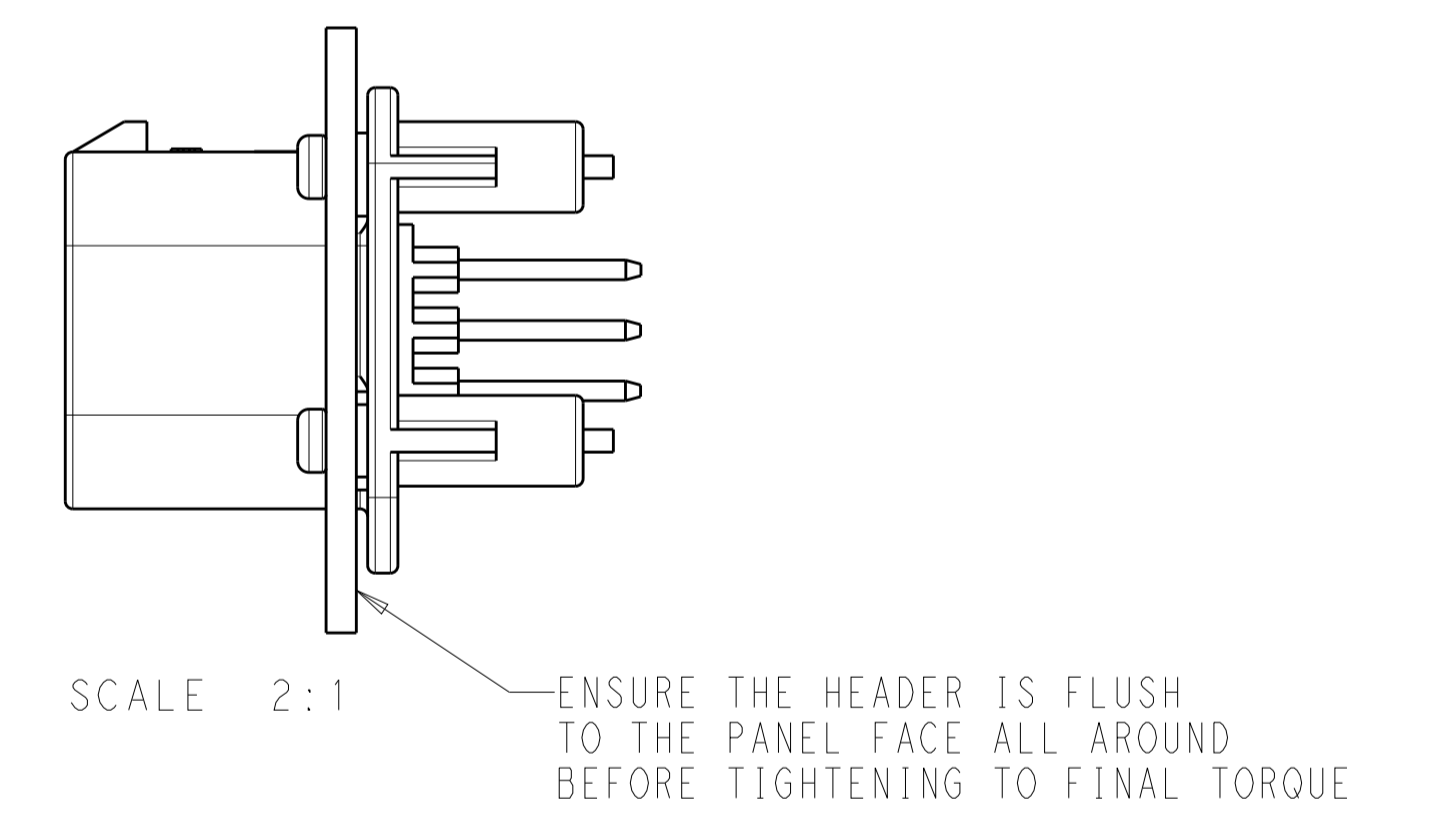 SCALE 2:1
ENSURE THE HEADER IS FLUSH
TO THE PANEL FACE ALL AROUND
BEFORE TIGHTENING TO FINAL TORQUE